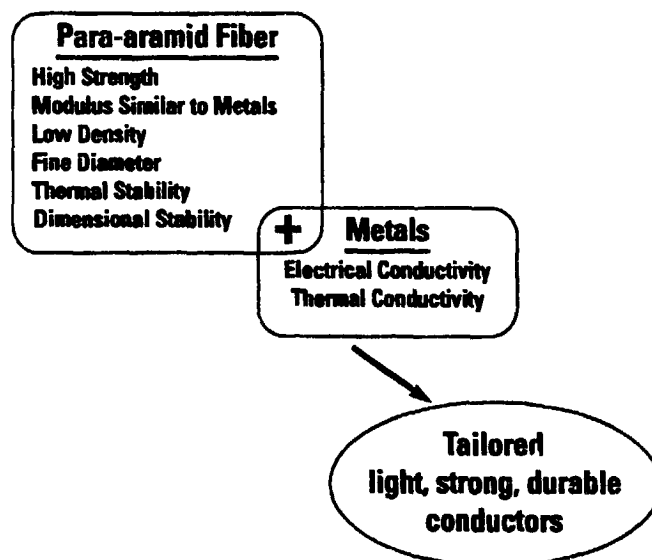 Para-aramid Fiber
High Strength
Modulus Similar to Metals
Low Density
Fine Diameter
Thermal Stability
Dimensional Stability
+
Metals
Electrical Conductivity
Thermal Conductivity
Tailored
light, strong, durable
conductors